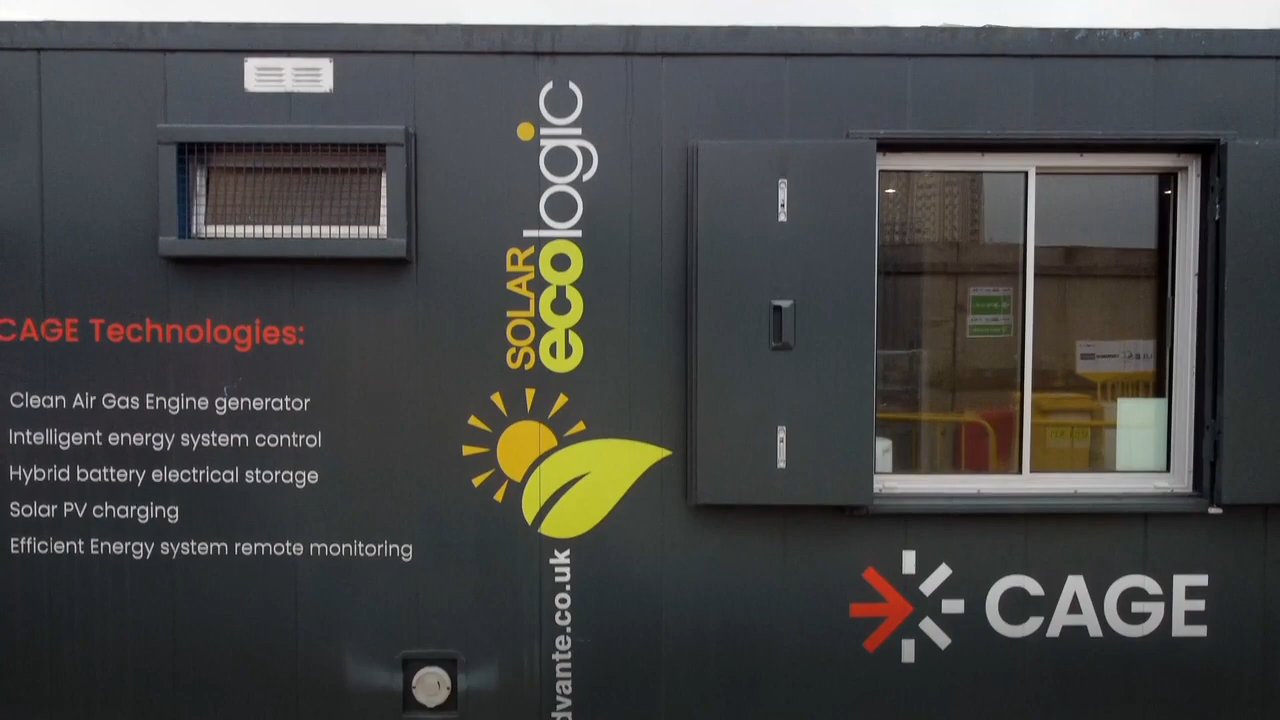 CAGE Technologies:
Clean Air Gas Engine generator
Intelligent energy system control
Hybrid battery electrical storage
Solar PV charging
Efficient Energy system remote monitoring
SOLAR
ecologic
dvante.co.uk
CAGE